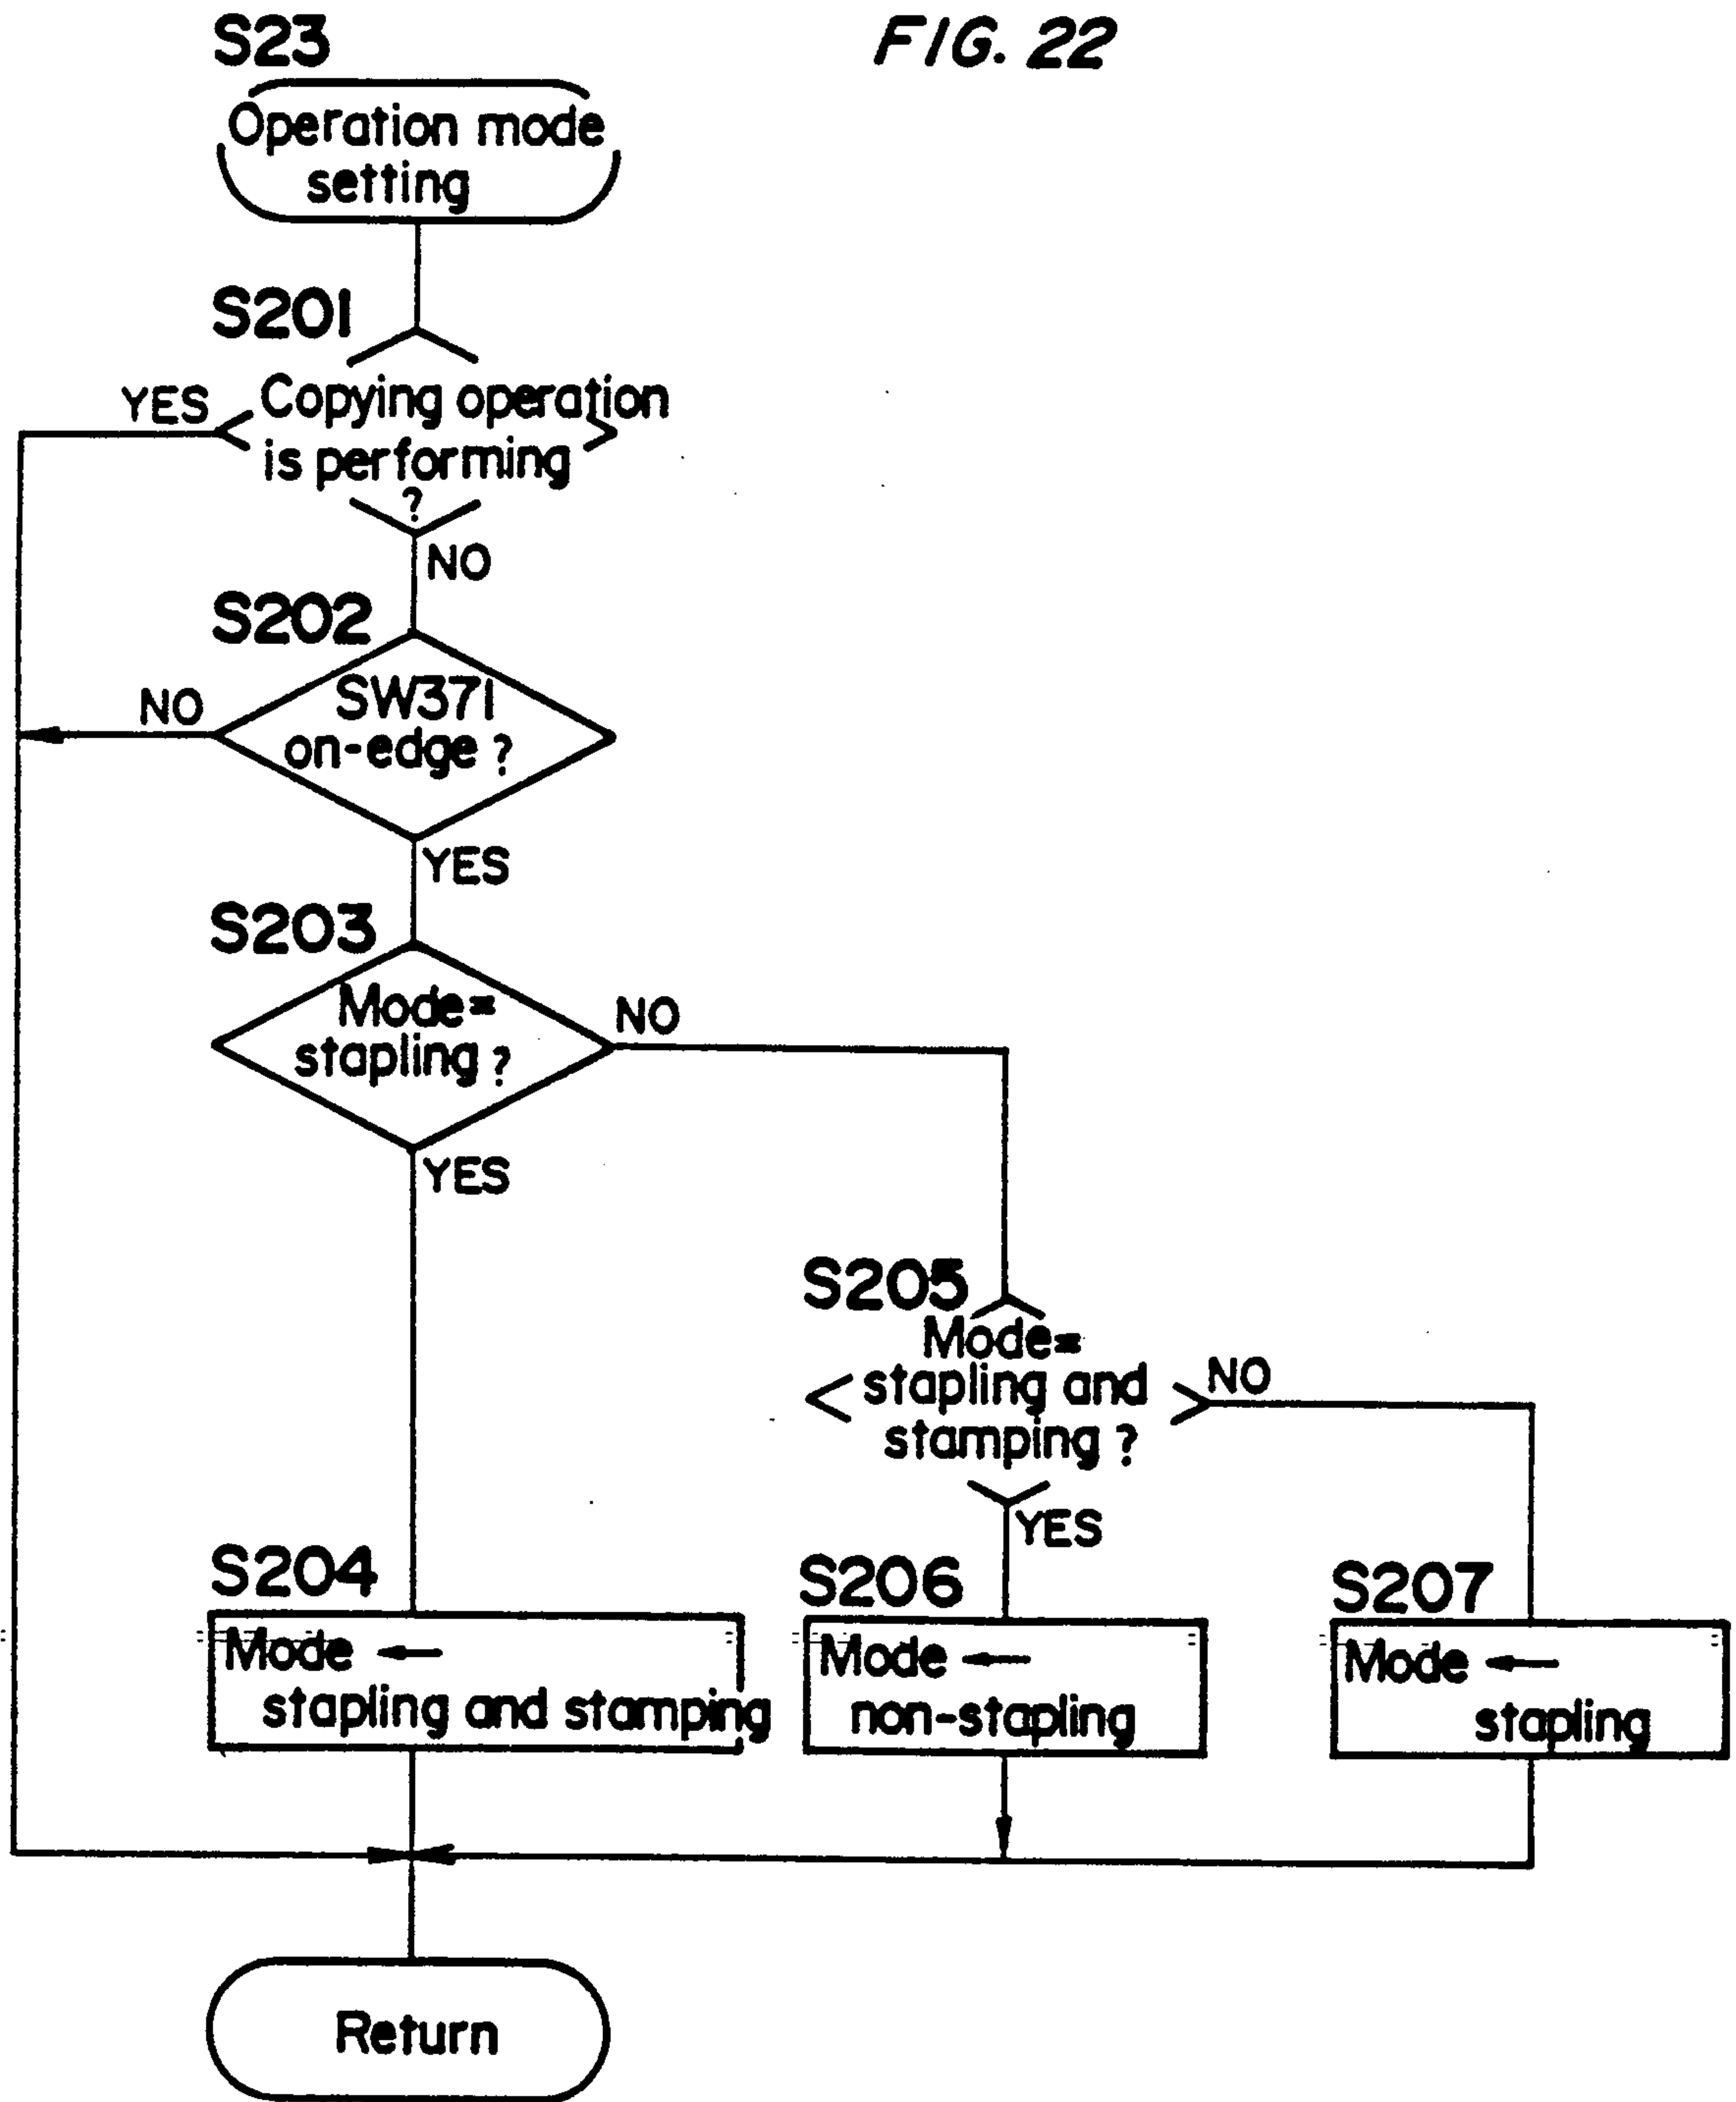 S23
FIG. 22
Operation mode
setting
S201
YES
Copying operation
is performing
?
NO
S202
NO
SW371
on-edge ?
YES
S203
Mode=
stapling ?
NO
YES
S205
Mode=
stapling and
stamping ?
NO
YES
S204
Mode ←
stapling and stamping
S206
Mode ←
non-stapling
S207
Mode ←
stapling
Return